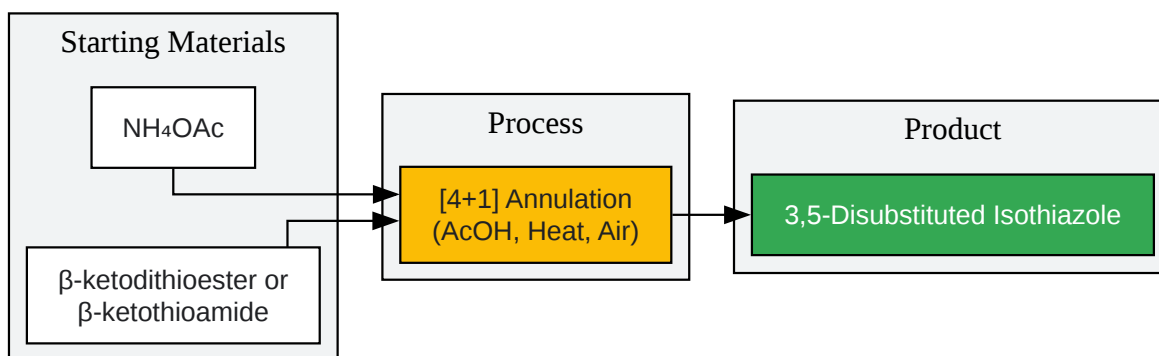 Starting Materials
NH₄OAc
β-ketodithioester or
β-ketothioamide
Process
[4+1] Annulation
(AcOH, Heat, Air)
Product
3,5-Disubstituted Isothiazole